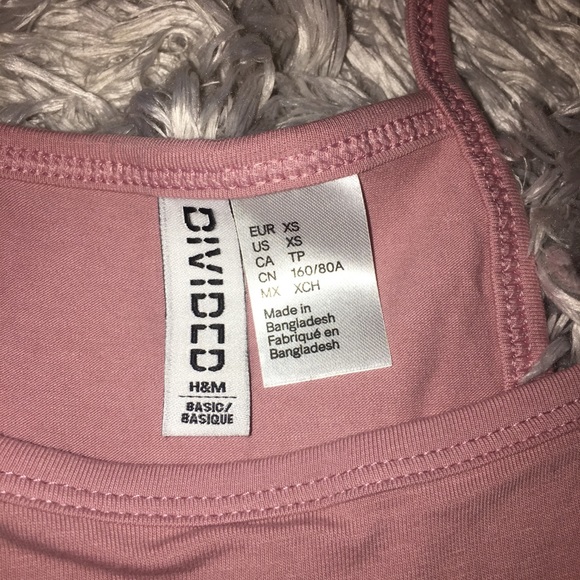 DIVIDED
H&M
BASIC/
BASIQUE
EUR XS
US XS
CA TP
CN 160/80A
MX XCH
Made in
Bangladesh
Fabriqué en
Bangladesh